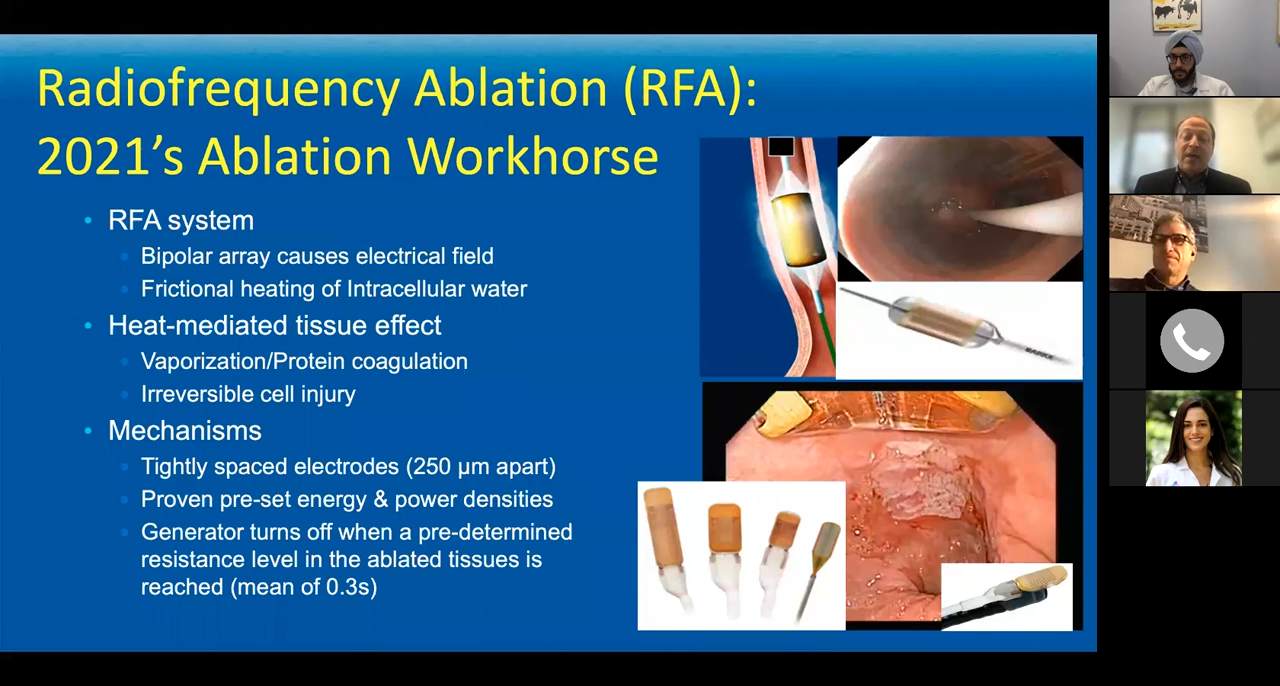 Radiofrequency Ablation (RFA):
2021's Ablation Workhorse
• RFA system
• Bipolar array causes electrical field
• Frictional heating of Intracellular water
• Heat-mediated tissue effect
• Vaporization/Protein coagulation
• Irreversible cell injury
• Mechanisms
• Tightly spaced electrodes (250 µm apart)
• Proven pre-set energy & power densities
• Generator turns off when a pre-determined
resistance level in the ablated tissues is
reached (mean of 0.3s)